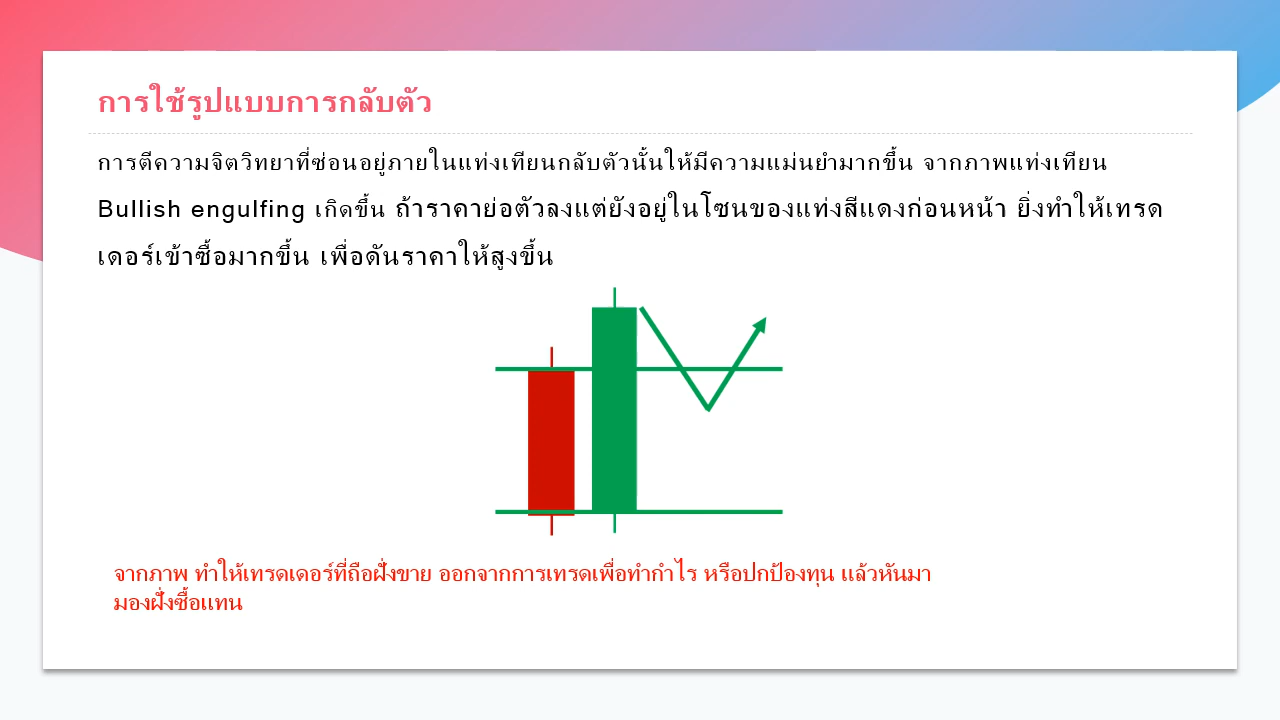 การใช้รูปแบบการกลับตัว
การตีความจิตวิทยาที่ซ่อนอยู่ภายในแท่งเทียนกลับตัวนั้นให้มีความแม่นยำมากขึ้น จากภาพแท่งเทียน
Bullish engulfing เกิดขึ้น ถ้าราคาย่อตัวลงแต่ยังอยู่ในโซนของแท่งสีแดงก่อนหน้า ยิ่งทำให้เทรด
เดอร์เข้าซื้อมากขึ้น เพื่อดันราคาให้สูงขึ้น
จากภาพ ทำให้เทรดเดอร์ที่ถือฝั่งขาย ออกจากการเทรดเพื่อทำกำไร หรือปกป้องทุน แล้วหันมา
มองฝั่งซื้อแทน